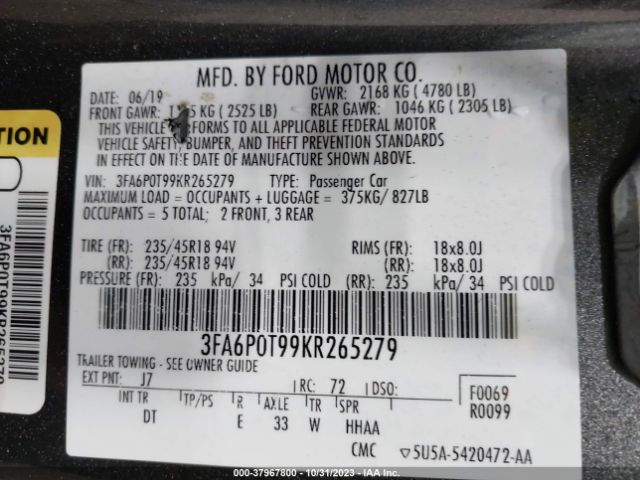 MFD. BY FORD MOTOR CO.
DATE: 06/19 GVWR: 2168 KG ( 4780 LB)
FRONT GAWR: KG ( 2525 LB) REAR GAWR: 1046 KG ( 2305 LB)
THIS VEHICLE TO ALL APPLICABLE FEDERAL MOTOR
VEHICLE SAFETY, BUMPER, AND THEFT PREVENTION STANDARDS
IN EFFECT ON THE DATE OF MANUFACTURE SHOWN ABOVE.
VIN: 3FA6P0T99KR265279 TYPE: Passenger Car
MAXIMUM LOAD = OCCUPANTS + LUGGAGE = 375KG/ 827LB
OCCUPANTS = 5 TOTAL; 2 FRONT, 3 REAR
TIRE (FR): 235/45R18 94V RIMS (FR): 18x8.0J
(RR): 235/45R18 94V (RR): 18x8.0J
PRESSURE (FR): 235 kPa/ 34 PSI COLD (RR): 235 kPa/ 34 PSI COLD
3FA6P0T99KR265279
TRAILER TOWING - SEE OWNER GUIDE
EXT PNT: J7 RC: 72 DSO: F0069
INT TR TP/PS R AXLE TR SPR R0099
DT E 33 W HHAA
CMC 5U5A-5420472-AA
TION
3FA6P0T99KR265279
000-37967800 - 10/31/2023 - IAA Inc.